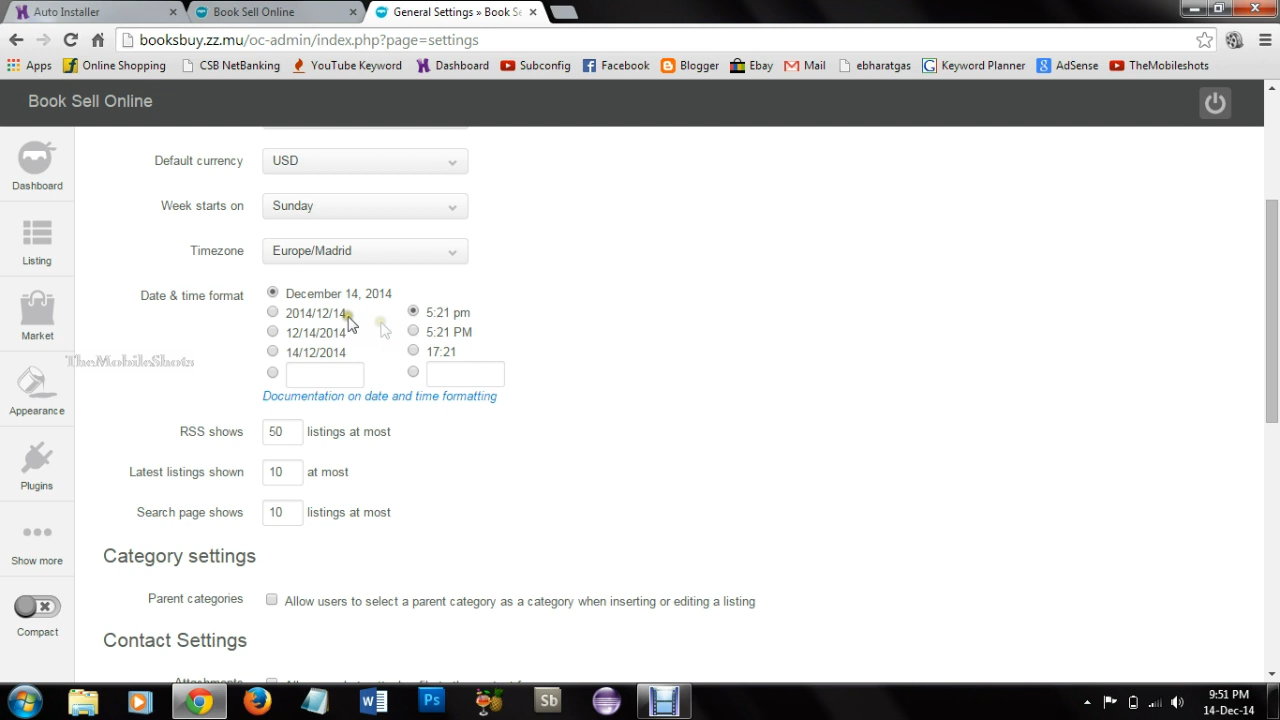 Auto Installer
Book Sell Online
General Settings » Book Se
booksbuy.zz.mu/oc-admin/index.php?page=settings
Apps
Online Shopping
CSB NetBanking
YouTube Keyword
Dashboard
Subconfig
Facebook
Blogger
Ebay
Mail
ebharatgas
Keyword Planner
AdSense
TheMobileshots
Book Sell Online
Dashboard
Listing
Market
Appearance
Plugins
Show more
Compact
TheMobileShots
Default currency USD
Week starts on Sunday
Timezone Europe/Madrid
Date & time format December 14, 2014
2014/12/14 5:21 pm
12/14/2014 5:21 PM
14/12/2014 17:21
Documentation on date and time formatting
RSS shows 50 listings at most
Latest listings shown 10 at most
Search page shows 10 listings at most
Category settings
Parent categories Allow users to select a parent category as a category when inserting or editing a listing
Contact Settings
Attachments
Ps
Sb
9:51 PM
14-Dec-14